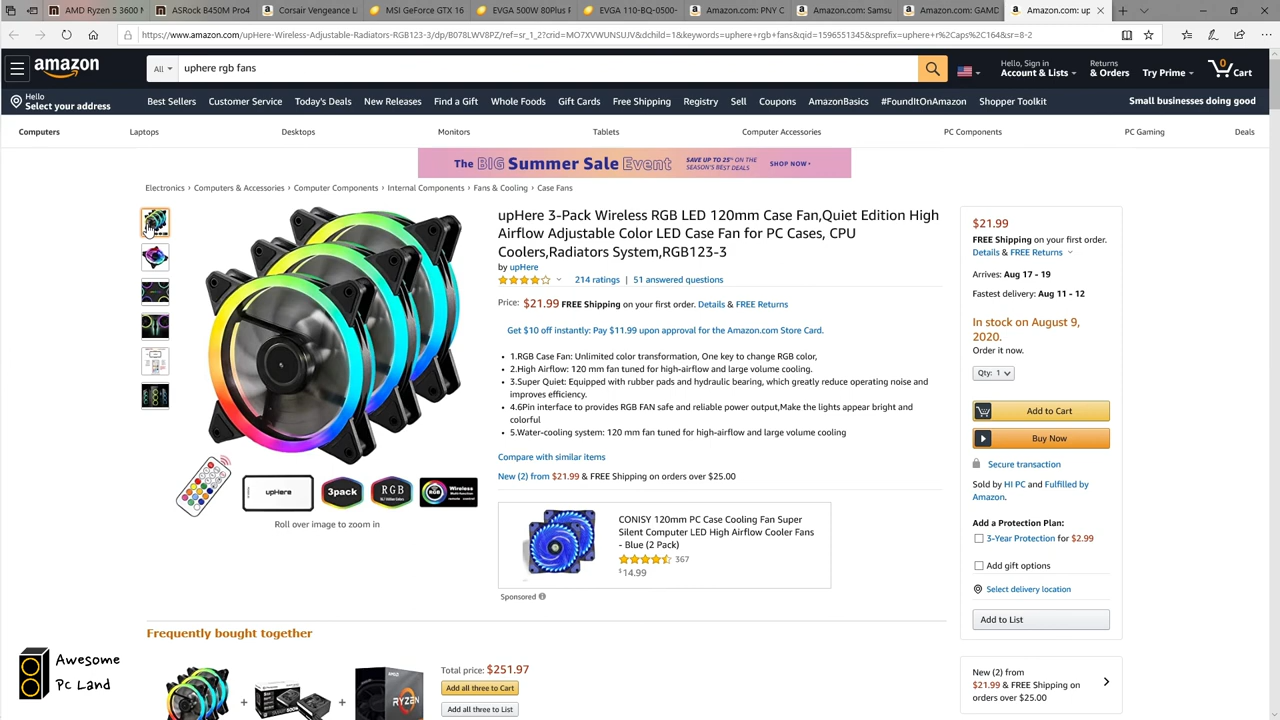 AMD Ryzen 5 3600 
ASRock B450M Pro4
Corsair Vengeance L
MSI GeForce GTX 16
EVGA 500W 80Plus 
EVGA 110-BQ-0500-
Amazon.com: PNY C
Amazon.com: Samsu
Amazon.com: GAMD
Amazon.com: up
https://www.amazon.com/upHere-Wireless-Adjustable-Radiators-RGB123-3/dp/B078LWV8PZ/ref=sr_1_2?crid=MO7XVWUNSUJV&dchild=1&keywords=uphere+rgb+fans&qid=1596551345&sprefix=uphere+r%2Caps%2C164&sr=8-2
amazon
All
uphere rgb fans
Hello, Sign in
Account & Lists
Returns
& Orders
Try Prime
0
Cart
Hello
Select your address
Best Sellers
Customer Service
Today's Deals
New Releases
Find a Gift
Whole Foods
Gift Cards
Free Shipping
Registry
Sell
Coupons
AmazonBasics
#FoundItOnAmazon
Shopper Toolkit
Small businesses doing good
Computers
Laptops
Desktops
Monitors
Tablets
Computer Accessories
PC Components
PC Gaming
Deals
The BIG Summer Sale Event
SAVE UP TO 25% ON THE
SEASON'S BEST DEALS
SHOP NOW
Electronics › Computers & Accessories › Computer Components › Internal Components › Fans & Cooling › Case Fans
upHere 3-Pack Wireless RGB LED 120mm Case Fan,Quiet Edition High
Airflow Adjustable Color LED Case Fan for PC Cases, CPU
Coolers,Radiators System,RGB123-3
by upHere
214 ratings | 51 answered questions
Price: $21.99 FREE Shipping on your first order. Details & FREE Returns
Get $10 off instantly: Pay $11.99 upon approval for the Amazon.com Store Card.
• 1.RGB Case Fan: Unlimited color transformation, One key to change RGB color,
• 2.High Airflow: 120 mm fan tuned for high-airflow and large volume cooling.
• 3.Super Quiet: Equipped with rubber pads and hydraulic bearing, which greatly reduce operating noise and
improves efficiency.
• 4.6Pin interface to provides RGB FAN safe and reliable power output,Make the lights appear bright and
colorful
• 5.Water-cooling system: 120 mm fan tuned for high-airflow and large volume cooling
Compare with similar items
New (2) from $21.99 & FREE Shipping on orders over $25.00
upHere
3pack
RGB
RGB
Wireless
Roll over image to zoom in
CONISY 120mm PC Case Cooling Fan Super
Silent Computer LED High Airflow Cooler Fans
- Blue (2 Pack)
367
$14.99
Sponsored
$21.99
FREE Shipping on your first order.
Details & FREE Returns
Arrives: Aug 17 - 19
Fastest delivery: Aug 11 - 12
In stock on August 9,
2020.
Order it now.
Qty: 1
Add to Cart
Buy Now
Secure transaction
Sold by HI PC and Fulfilled by
Amazon.
Add a Protection Plan:
3-Year Protection for $2.99
Add gift options
Select delivery location
Add to List
New (2) from
$21.99 & FREE Shipping on
orders over $25.00
Frequently bought together
RYZEN
Total price: $251.97
Add all three to Cart
Add all three to List
Awesome
Pc Land